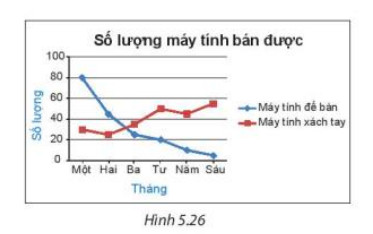 Số lượng máy tính bán được
Số lượng
100
80
60
40
20
0
Một Hai Ba Tư Năm Sáu
Tháng
Máy tính để bàn
Máy tính xách tay
Hình 5.26